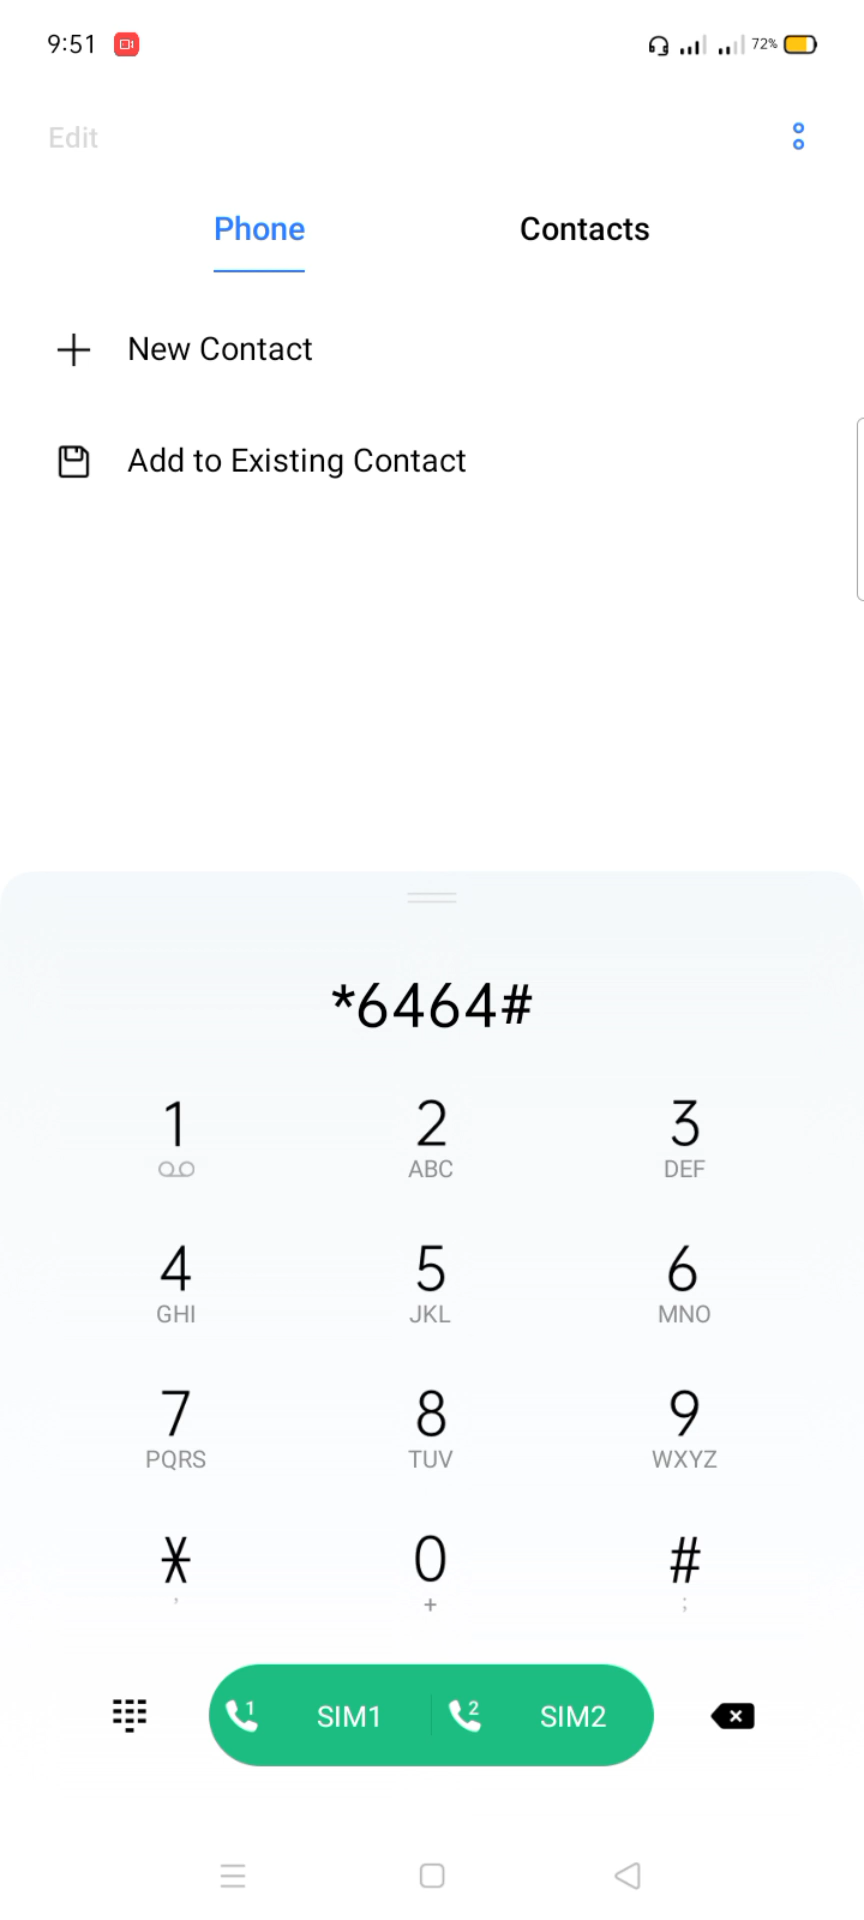 9:51 72%
Edit
Phone Contacts
New Contact
Add to Existing Contact
*6464#
1 2 3
ABC DEF
4 5 6
GHI JKL MNO
7 8 9
PQRS TUV WXYZ
* 0 #
, + ;
1 SIM1 2 SIM2